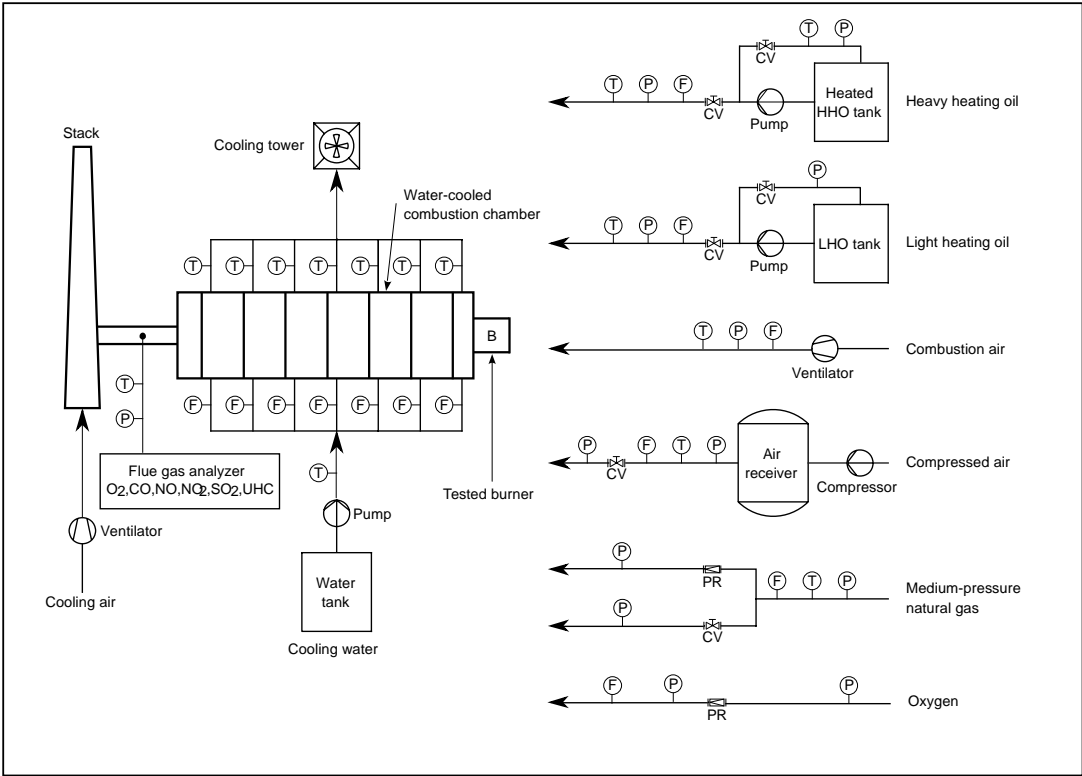 Stack
Cooling tower
Water-cooled
combustion chamber
T
T
T
T
T
T
T
B
T
P
F
F
F
F
F
F
F
Flue gas analyzer
O2,CO,NO,NO2,SO2,UHC
T
Tested burner
Ventilator
Pump
Cooling air
Water
tank
Cooling water
T
P
CV
T
P
F
CV
Pump
Heated
HHO tank
Heavy heating oil
P
CV
T
P
F
CV
Pump
LHO tank
Light heating oil
T
P
F
Ventilator
Combustion air
P
CV
F
T
P
Air
receiver
Compressor
Compressed air
P
PR
P
CV
F
T
P
Medium-pressure
natural gas
F
P
PR
P
Oxygen